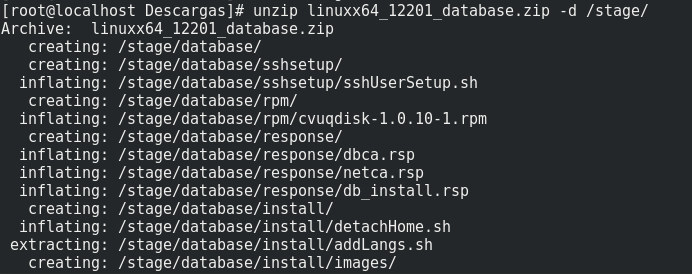 [root@localhost Descargas]# unzip linuxx64_12201_database.zip -d /stage/
Archive:  linuxx64_12201_database.zip
   creating: /stage/database/
   creating: /stage/database/sshsetup/
  inflating: /stage/database/sshsetup/sshUserSetup.sh
   creating: /stage/database/rpm/
  inflating: /stage/database/rpm/cvuqdisk-1.0.10-1.rpm
   creating: /stage/database/response/
  inflating: /stage/database/response/dbca.rsp
  inflating: /stage/database/response/netca.rsp
  inflating: /stage/database/response/db_install.rsp
   creating: /stage/database/install/
  inflating: /stage/database/install/detachHome.sh
 extracting: /stage/database/install/addLangs.sh
   creating: /stage/database/install/images/